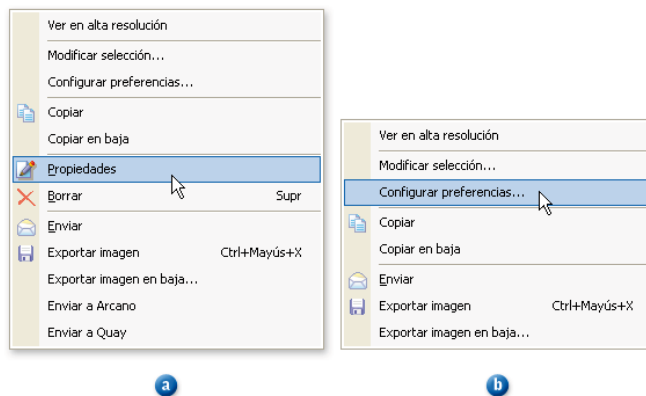 Ver en alta resolución
Modificar selección...
Configurar preferencias...
Copiar
Copiar en baja
Propiedades
Borrar Supr
Enviar
Exportar imagen Ctrl+Mayús+X
Exportar imagen en baja...
Enviar a Arcano
Enviar a Quay
a
Ver en alta resolución
Modificar selección...
Configurar preferencias...
Copiar
Copiar en baja
Enviar
Exportar imagen Ctrl+Mayús+X
Exportar imagen en baja...
b